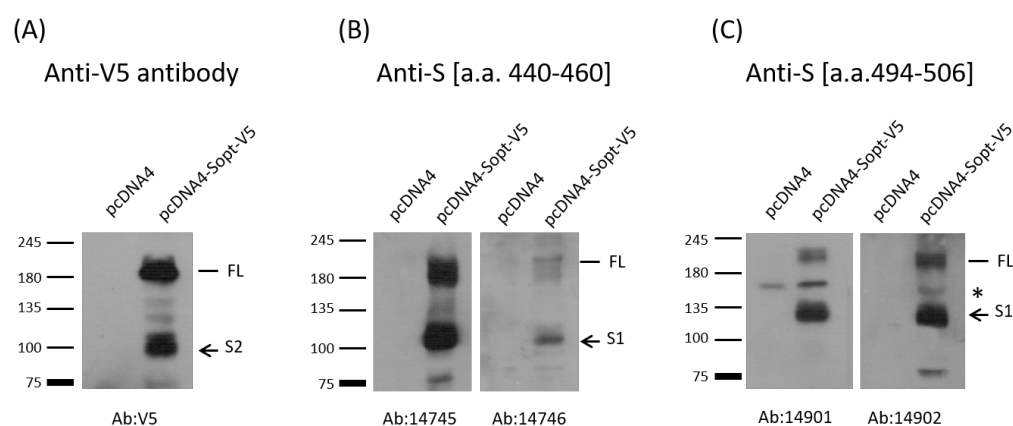 (A)
Anti-V5 antibody
pcDNA4
pcDNA4-Sopt-V5
245
180
135
100
75
FL
S2
Ab:V5
(B)
Anti-S [a.a. 440-460]
pcDNA4
pcDNA4-Sopt-V5
pcDNA4
pcDNA4-Sopt-V5
245
180
135
100
75
FL
S1
Ab:14745
Ab:14746
(C)
Anti-S [a.a.494-506]
pcDNA4
pcDNA4-Sopt-V5
pcDNA4
pcDNA4-Sopt-V5
245
180
135
100
75
FL
*
S1
Ab:14901
Ab:14902